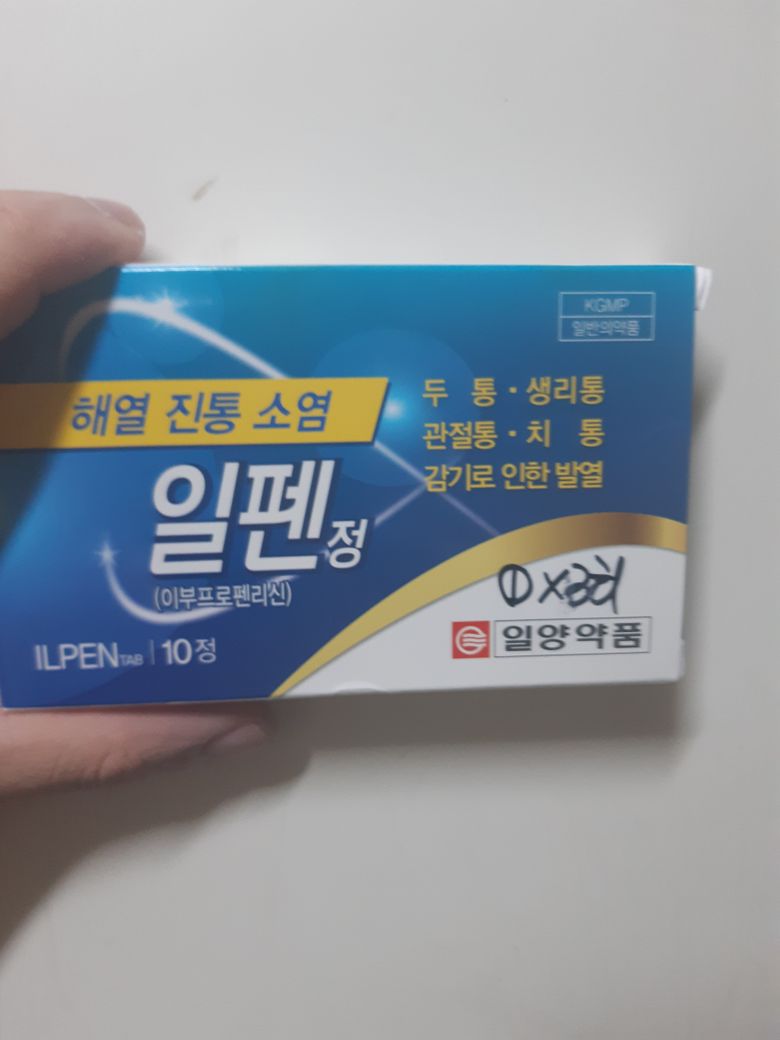 KGMP
일반의약품
해열 진통 소염
두 통·생리통
관절통·치 통
감기로 인한 발열
일펜정
(이부프로펜리신)
ILPEN TAB | 10정
일양약품